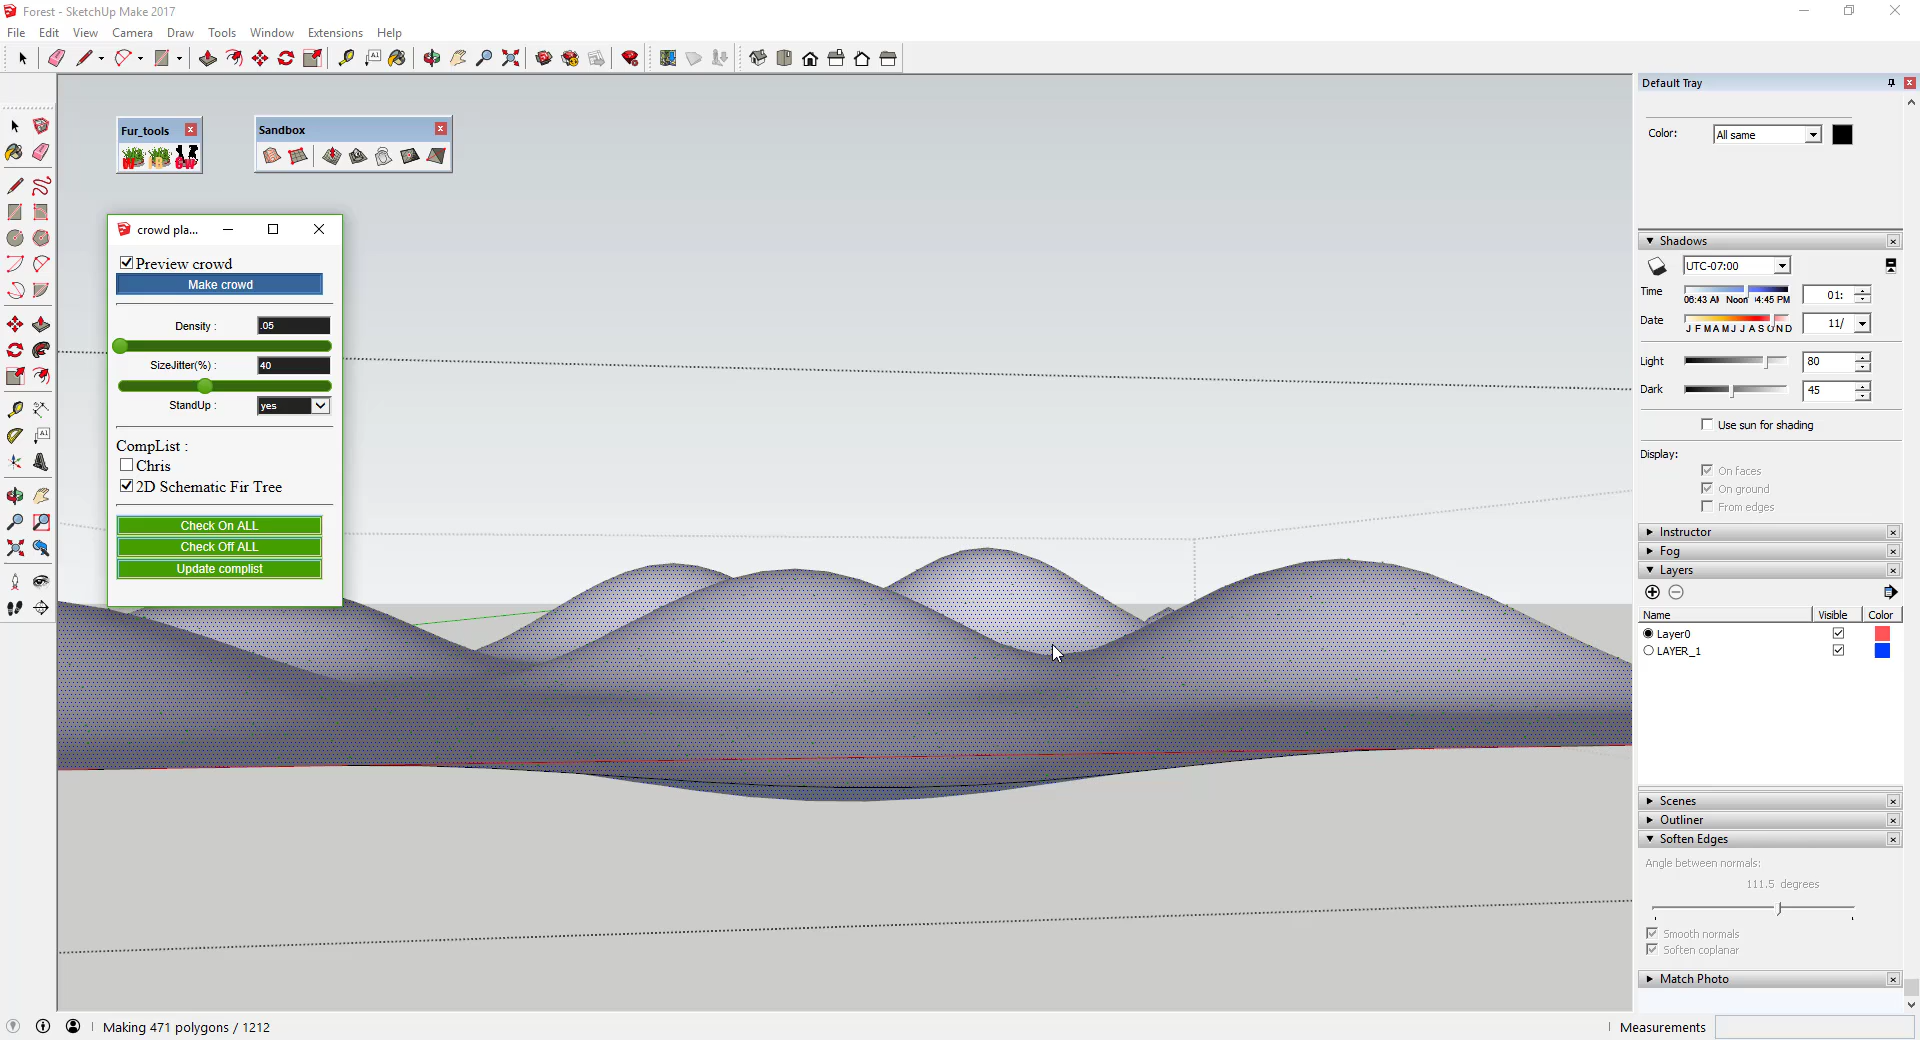 Forest - SketchUp Make 2017
File Edit View Camera Draw Tools Window Extensions Help
Default Tray
Fur_tools
Sandbox
Color: All same
crowd pla...
Preview crowd
Make crowd
Density : .05
SizeJitter(%) : 40
StandUp : yes
CompList :
Chris
2D Schematic Fir Tree
Check On ALL
Check Off ALL
Update complist
Shadows
UTC-07:00
Time 01:
Noon 04:45 PM
Date 11/
J F M A M J J A S O N D
Light 80
Dark 45
Use sun for shading
Display:
On faces
On ground
From edges
Instructor
Fog
Layers
Name Visible Color
Layer0
LAYER_1
Scenes
Outliner
Soften Edges
Angle between normals:
111.5 degrees
Smooth normals
Soften coplanar
Match Photo
Making 471 polygons / 1212
Measurements